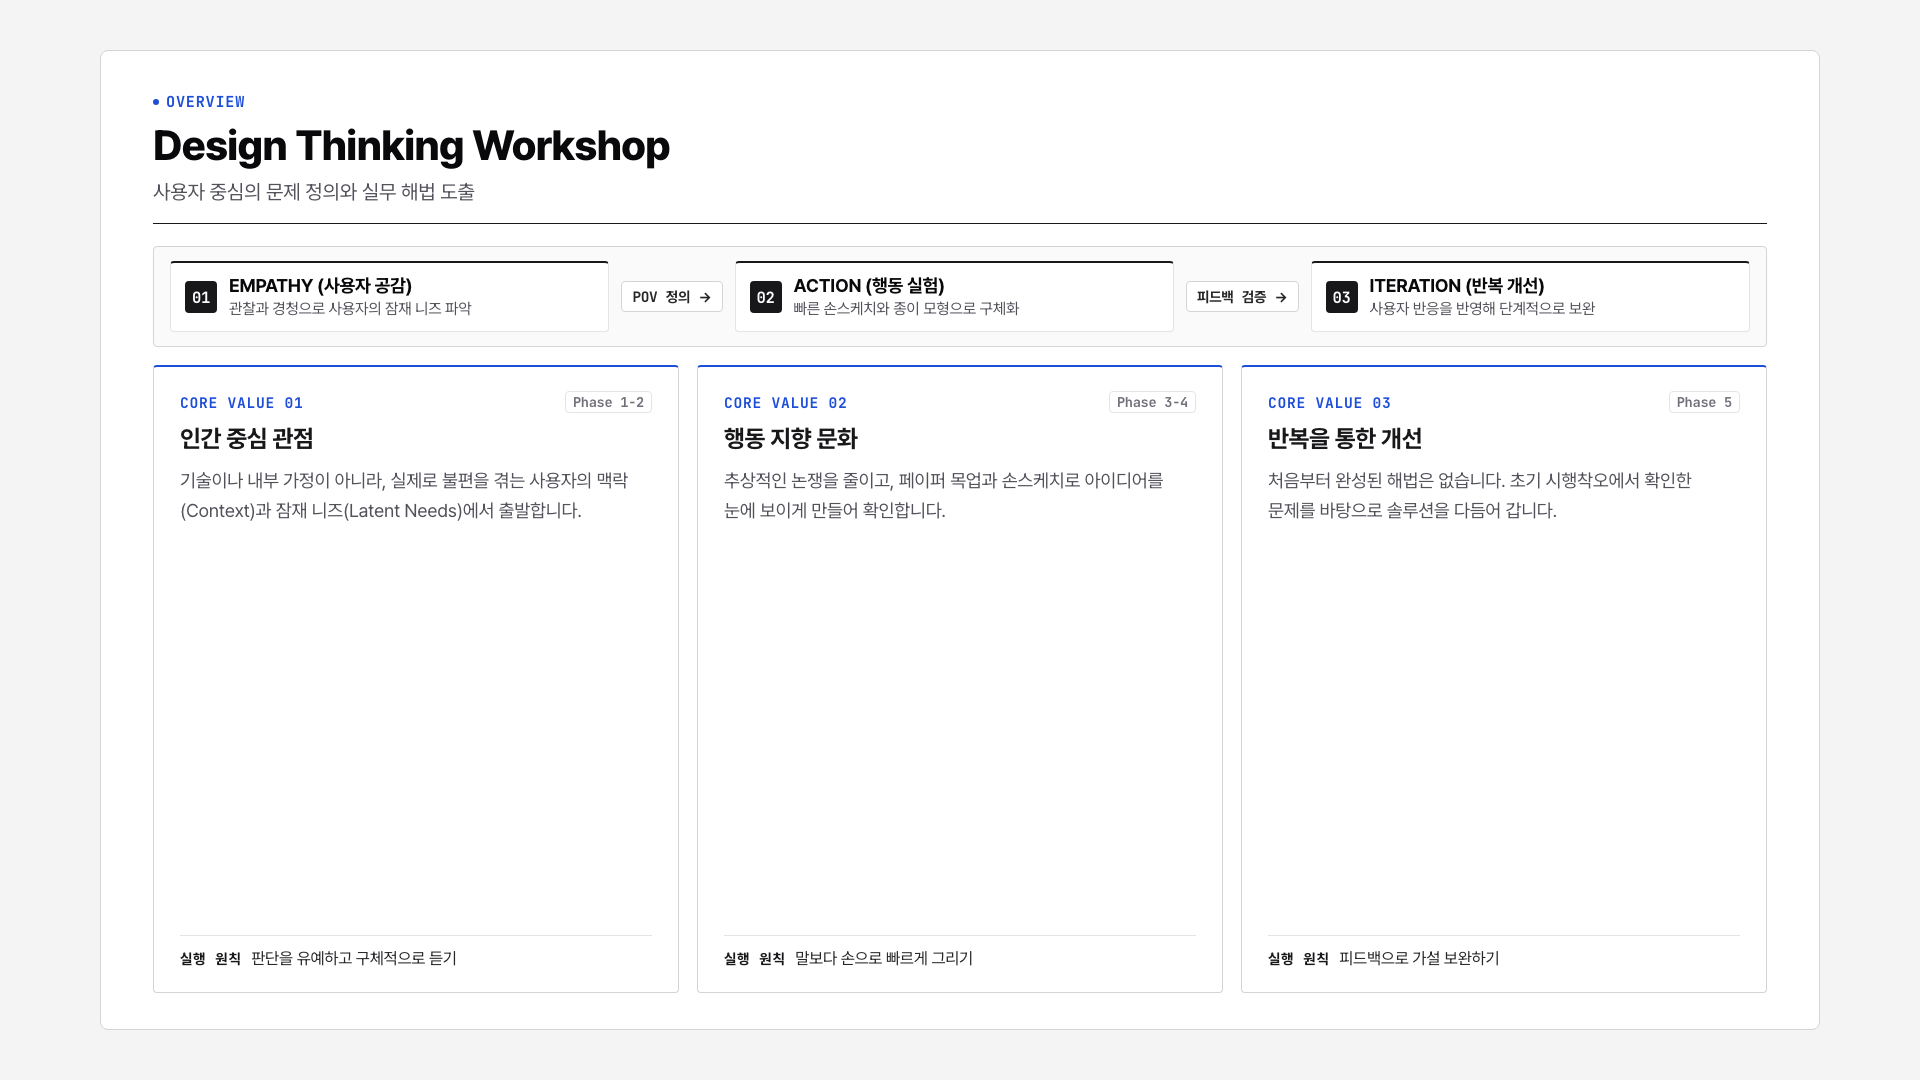 • OVERVIEW
Design Thinking Workshop
사용자 중심의 문제 정의와 실무 해법 도출
01
EMPATHY (사용자 공감)
관찰과 경청으로 사용자의 잠재 니즈 파악
POV 정의 →
02
ACTION (행동 실험)
빠른 손스케치와 종이 모형으로 구체화
피드백 검증 →
03
ITERATION (반복 개선)
사용자 반응을 반영해 단계적으로 보완
CORE VALUE 01
Phase 1-2
인간 중심 관점
기술이나 내부 가정이 아니라, 실제로 불편을 겪는 사용자의 맥락
(Context)과 잠재 니즈(Latent Needs)에서 출발합니다.
실행 원칙 판단을 유예하고 구체적으로 듣기
CORE VALUE 02
Phase 3-4
행동 지향 문화
추상적인 논쟁을 줄이고, 페이퍼 목업과 손스케치로 아이디어를
눈에 보이게 만들어 확인합니다.
실행 원칙 말보다 손으로 빠르게 그리기
CORE VALUE 03
Phase 5
반복을 통한 개선
처음부터 완성된 해법은 없습니다. 초기 시행착오에서 확인한
문제를 바탕으로 솔루션을 다듬어 갑니다.
실행 원칙 피드백으로 가설 보완하기